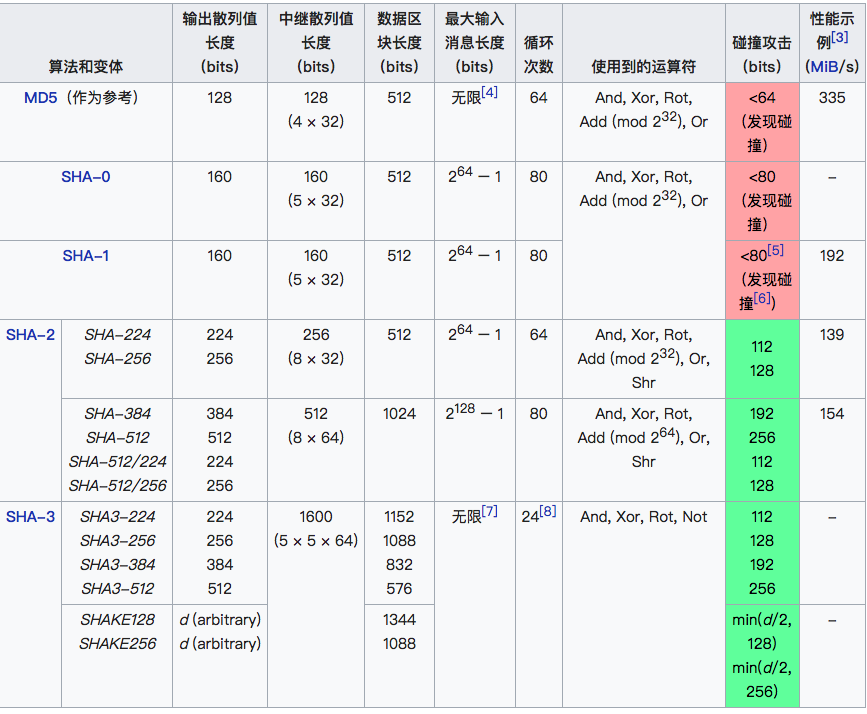 算法和变体
输出散列值
长度
(bits)
中继散列值
长度
(bits)
数据区
块长度
(bits)
最大输入
消息长度
(bits)
循环
次数
使用到的运算符
碰撞攻击
(bits)
性能示
例[3]
(MiB/s)
MD5（作为参考）
128
128
(4 × 32)
512
无限[4]
64
And, Xor, Rot,
Add (mod 2^32), Or
<64
(发现碰
撞)
335
SHA-0
160
160
(5 × 32)
512
2^64 − 1
80
And, Xor, Rot,
Add (mod 2^32), Or
<80
(发现碰
撞)
–
SHA-1
160
160
(5 × 32)
512
2^64 − 1
80
<80[5]
(发现碰
撞[6])
192
SHA-2
SHA-224
SHA-256
224
256
256
(8 × 32)
512
2^64 − 1
64
And, Xor, Rot,
Add (mod 2^32), Or,
Shr
112
128
139
SHA-384
SHA-512
SHA-512/224
SHA-512/256
384
512
224
256
512
(8 × 64)
1024
2^128 − 1
80
And, Xor, Rot,
Add (mod 2^64), Or,
Shr
192
256
112
128
154
SHA-3
SHA3-224
SHA3-256
SHA3-384
SHA3-512
224
256
384
512
1600
(5 × 5 × 64)
1152
1088
832
576
无限[7]
24[8]
And, Xor, Rot, Not
112
128
192
256
–
SHAKE128
SHAKE256
d (arbitrary)
d (arbitrary)
1344
1088
min(d/2,
128)
min(d/2,
256)
–